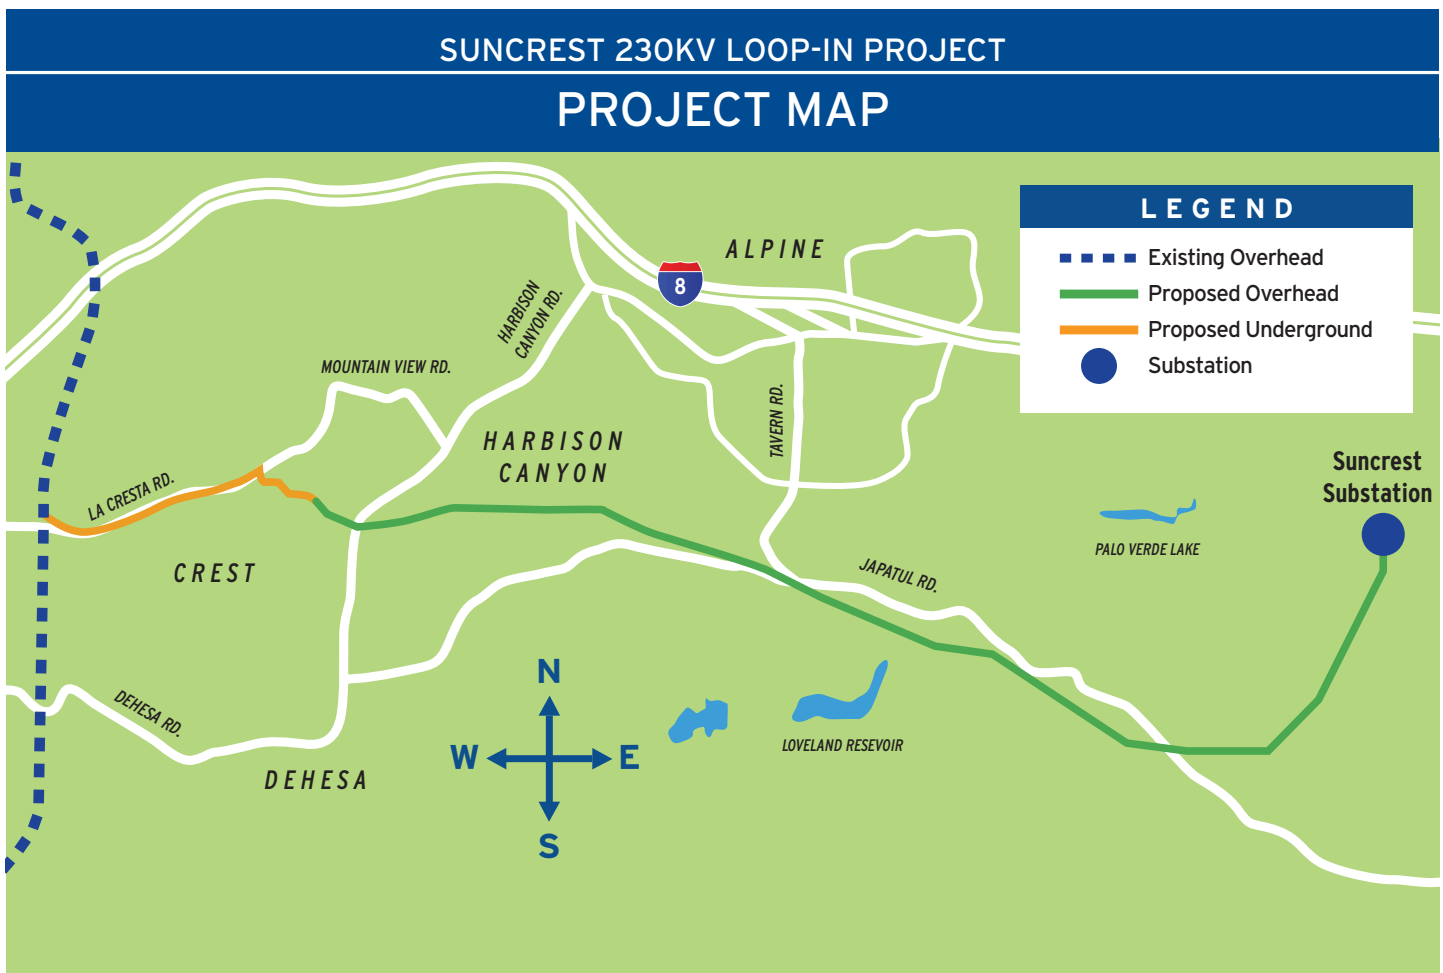 SUNCREST 230KV LOOP-IN PROJECT
PROJECT MAP
LEGEND
Existing Overhead
Proposed Overhead
Proposed Underground
Substation
ALPINE
8
HARBISON
CANYON RD.
MOUNTAIN VIEW RD.
TAVERN RD.
HARBISON
CANYON
LA CRESTA RD.
Suncrest
Substation
PALO VERDE LAKE
CREST
JAPATUL RD.
DEHESA RD.
N
W
E
S
LOVELAND RESEVOIR
DEHESA